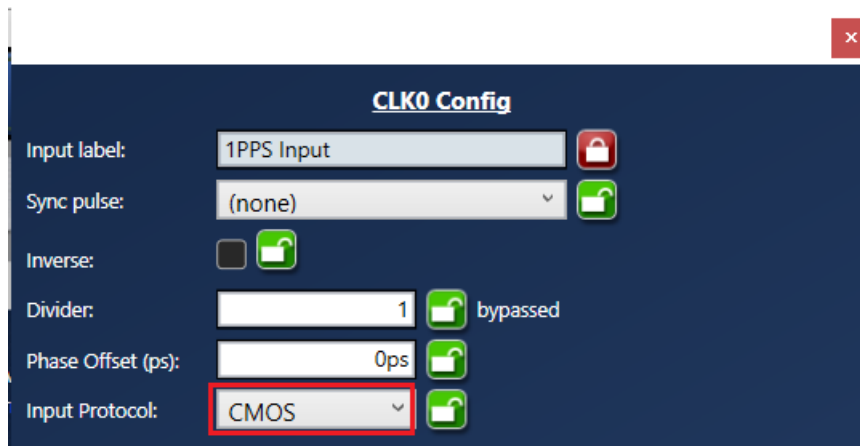 ×
CLK0 Config
Input label: 1PPS Input
Sync pulse: (none)
Inverse:
Divider: 1 bypassed
Phase Offset (ps): 0ps
Input Protocol: CMOS